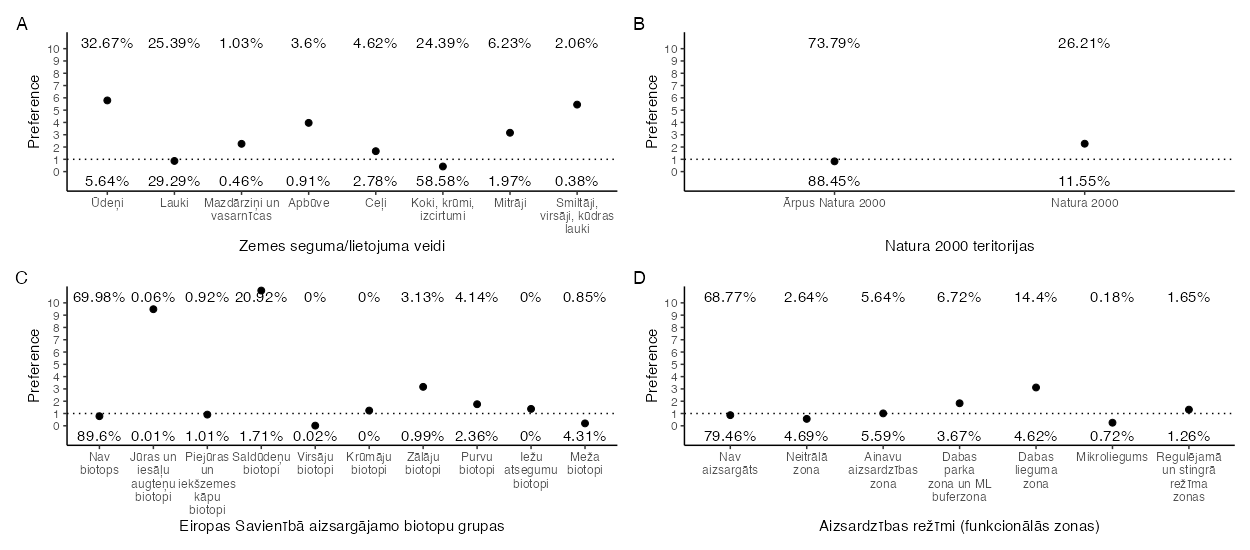 A
32.67% 25.39% 1.03% 3.6% 4.62% 24.39% 6.23% 2.06%
10
9
8
7
6
5
4
3
2
1
0
Preference
5.64% 29.29% 0.46% 0.91% 2.78% 58.58% 1.97% 0.38%
Ūdeņi Lauki Mazdārziņi un Apbūve Ceļi Koki, krūmi, Mitrāji Smiltāji,
vasarnīcas izcirtumi virsāji, kūdras
lauki
Zemes seguma/lietojuma veidi
B
73.79% 26.21%
10
9
8
7
6
5
4
3
2
1
0
Preference
88.45% 11.55%
Ārpus Natura 2000 Natura 2000
Natura 2000 teritorijas
C
69.98% 0.06% 0.92% 20.92% 0% 0% 3.13% 4.14% 0% 0.85%
10
9
8
7
6
5
4
3
2
1
0
Preference
89.6% 0.01% 1.01% 1.71% 0.02% 0% 0.99% 2.36% 0% 4.31%
Nav Jūras un Piejūras Saldūdeņu Virsāju Krūmāju Zālāju Purvu Iežu Meža
biotops iesāļu un biotopi biotopi biotopi biotopi biotopi atsegumu biotopi
augteņu iekšzemes biotopi
biotopi kāpu
biotopi
Eiropas Savienībā aizsargājamo biotopu grupas
D
68.77% 2.64% 5.64% 6.72% 14.4% 0.18% 1.65%
10
9
8
7
6
5
4
3
2
1
0
Preference
79.46% 4.69% 5.59% 3.67% 4.62% 0.72% 1.26%
Nav Neitrālā Ainavu Dabas Dabas Mikroliegums Regulējamā
aizsargāts zona aizsardzības parka lieguma un stingrā
zona zona un ML zona režīma
buferzona zonas
Aizsardzības režīmi (funkcionālās zonas)